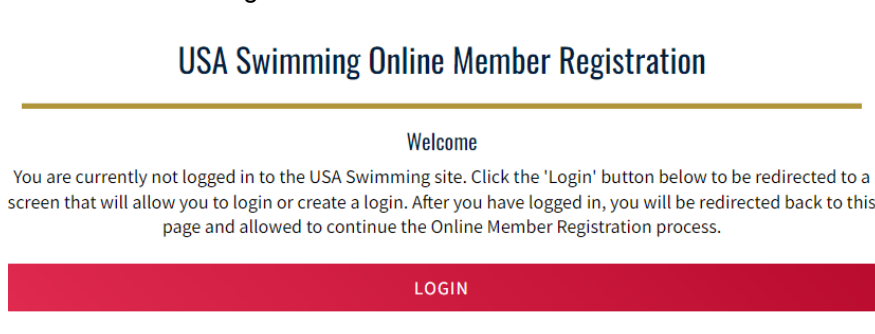 USA Swimming Online Member Registration
Welcome
You are currently not logged in to the USA Swimming site. Click the 'Login' button below to be redirected to a
screen that will allow you to login or create a login. After you have logged in, you will be redirected back to this
page and allowed to continue the Online Member Registration process.
LOGIN